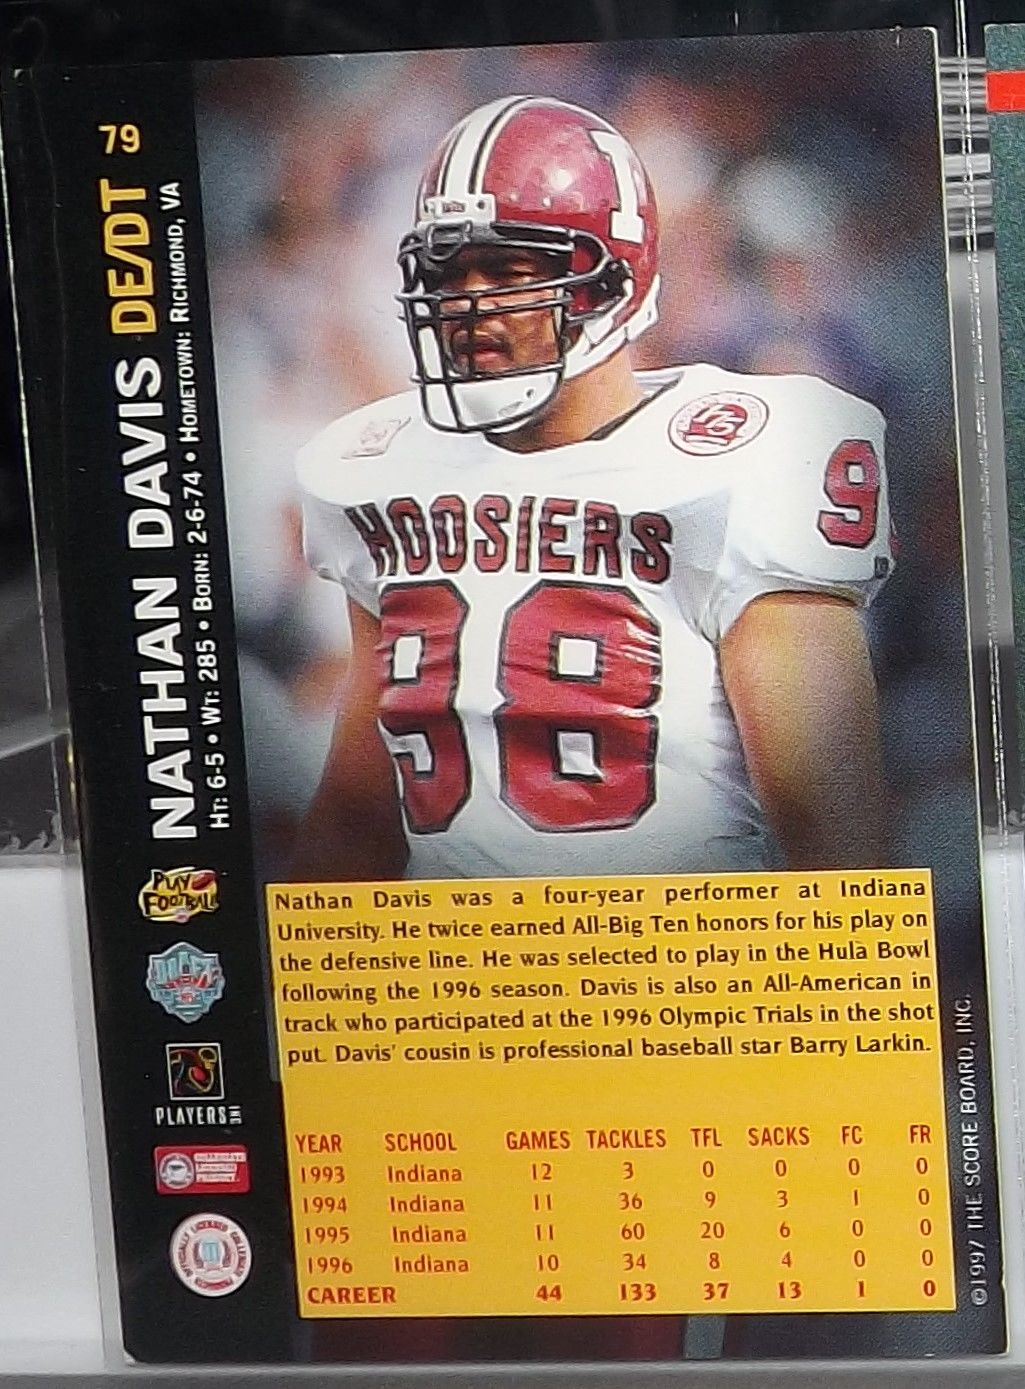 79
NATHAN DAVIS DE/DT
HT: 6-5 • WT: 285 • BORN: 2-6-74 • HOMETOWN: RICHMOND, VA
I
HOOSIERS
98
9
PLAY
FOOTBALL
DRAFT
PLAYERS INC
OFFICIALLY LICENSED COLLEGIATE PRODUCTS
Nathan Davis was a four-year performer at Indiana
University. He twice earned All-Big Ten honors for his play on
the defensive line. He was selected to play in the Hula Bowl
following the 1996 season. Davis is also an All-American in
track who participated at the 1996 Olympic Trials in the shot
put. Davis' cousin is professional baseball star Barry Larkin.
YEAR SCHOOL GAMES TACKLES TFL SACKS FC FR
1993 Indiana 12 3 0 0 0 0
1994 Indiana 11 36 9 3 1 0
1995 Indiana 11 60 20 6 0 0
1996 Indiana 10 34 8 4 0 0
CAREER 44 133 37 13 1 0
©1997 THE SCORE BOARD, INC.